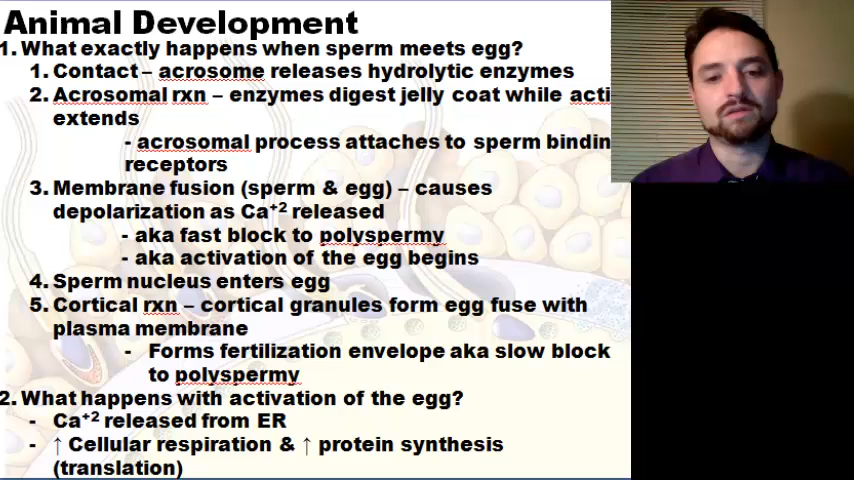 Animal Development
1. What exactly happens when sperm meets egg?
1. Contact – acrosome releases hydrolytic enzymes
2. Acrosomal rxn – enzymes digest jelly coat while acti
extends
- acrosomal process attaches to sperm bindin
receptors
3. Membrane fusion (sperm & egg) – causes
depolarization as Ca⁺² released
- aka fast block to polyspermy
- aka activation of the egg begins
4. Sperm nucleus enters egg
5. Cortical rxn – cortical granules form egg fuse with
plasma membrane
- Forms fertilization envelope aka slow block
to polyspermy
2. What happens with activation of the egg?
- Ca⁺² released from ER
- ↑ Cellular respiration & ↑ protein synthesis
(translation)